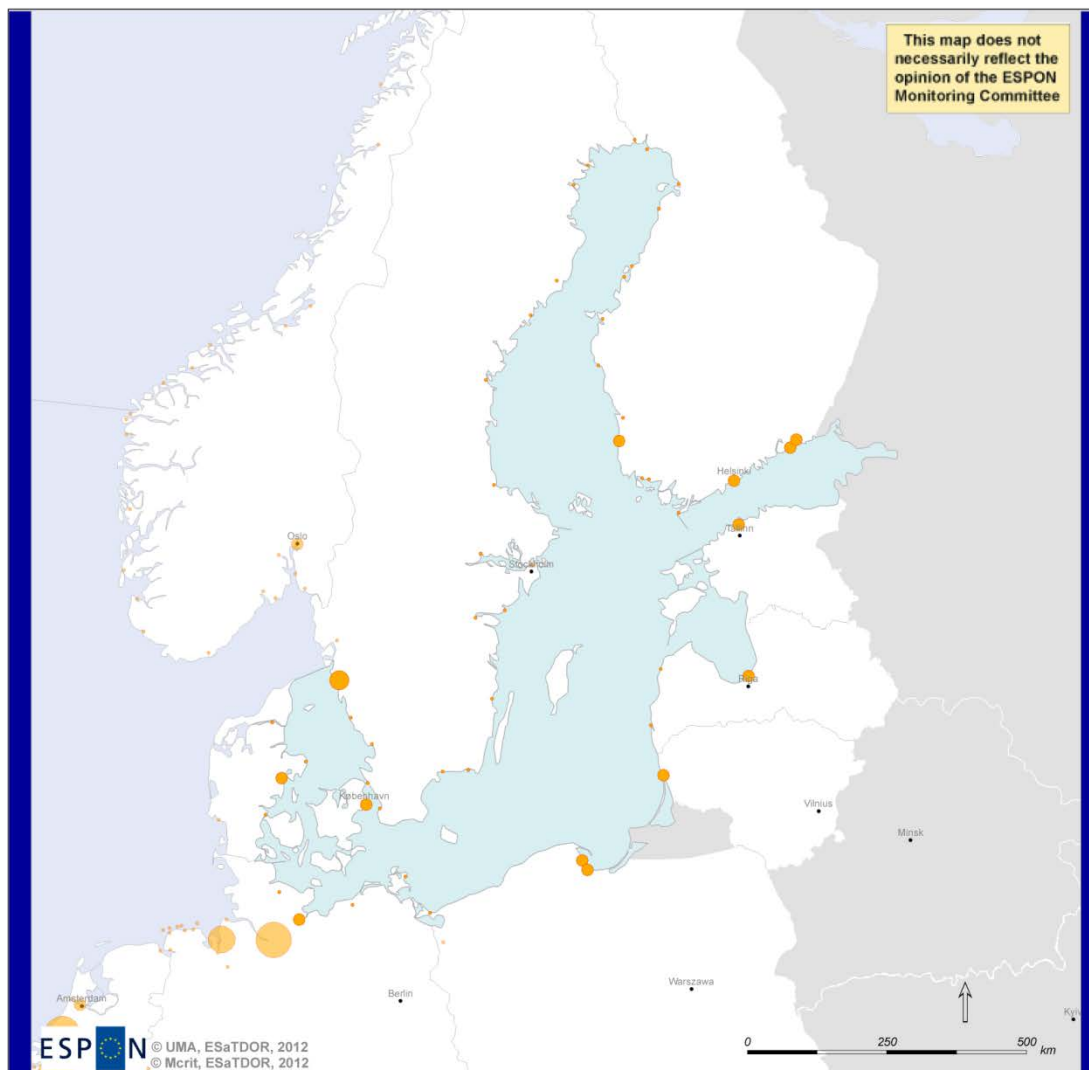 This map does not
necessarily reflect the
opinion of the ESPON
Monitoring Committee
Helsinki
Tallinn
Oslo
Stockholm
Riga
København
Vilnius
Minsk
Warszawa
Berlin
Amsterdam
Kyiv
ESPON
© UMA, ESaTDOR, 2012
© Mcrit, ESaTDOR, 2012
0 250 500
km